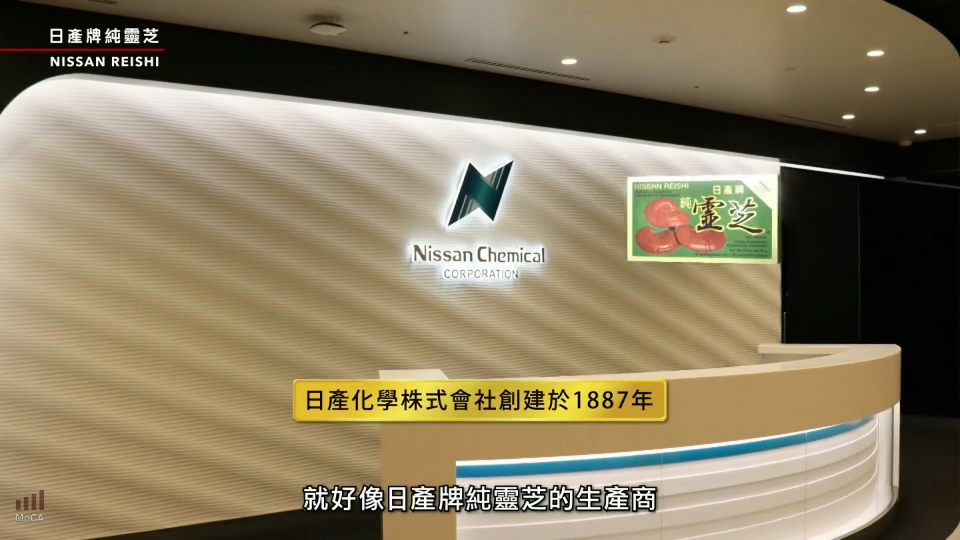 日產牌純靈芝
NISSAN REISHI
Nissan Chemical
CORPORATION
NISSAN REISHI
日產牌
純靈芝
日產化學株式會社創建於1887年
就好像日產牌純靈芝的生產商
MoCA